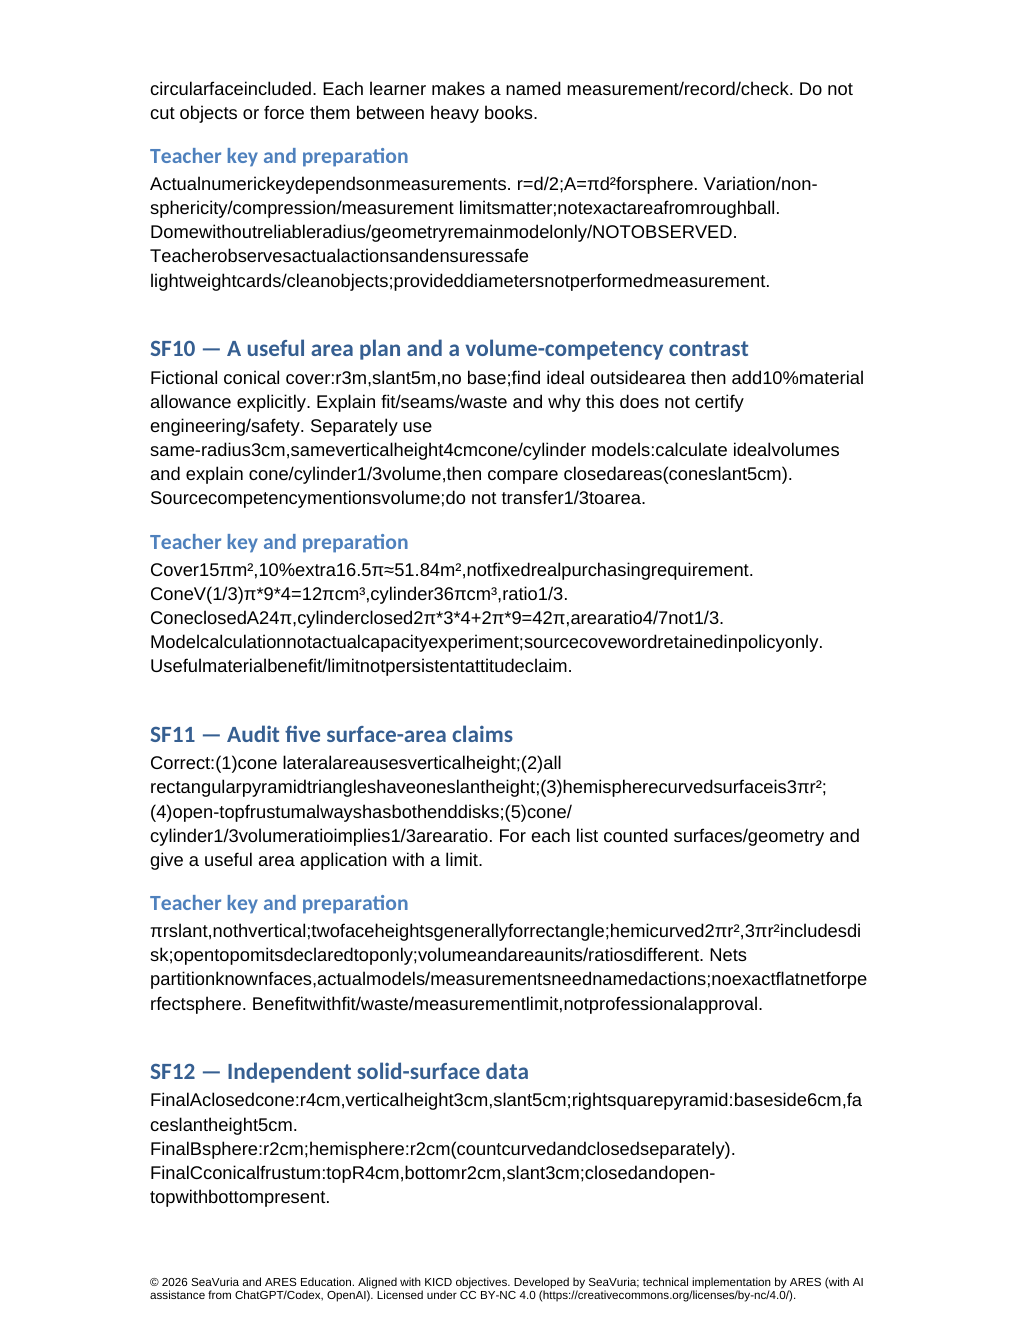 circularfaceincluded. Each learner makes a named measurement/record/check. Do not
cut objects or force them between heavy books.
Teacher key and preparation
Actualnumerickeydependsonmeasurements. r=d/2;A=πd²forsphere. Variation/non-
sphericity/compression/measurement limitsmatter;notexactareafromroughball.
Domewithoutreliableradius/geometryremainmodelonly/NOTOBSERVED.
Teacherobservesactualactionsandensuressafe
lightweightcards/cleanobjects;provideddiametersnotperformedmeasurement.
SF10 — A useful area plan and a volume-competency contrast
Fictional conical cover:r3m,slant5m,no base;find ideal outsidearea then add10%material
allowance explicitly. Explain fit/seams/waste and why this does not certify
engineering/safety. Separately use
same-radius3cm,sameverticalheight4cmcone/cylinder models:calculate idealvolumes
and explain cone/cylinder1/3volume,then compare closedareas(coneslant5cm).
Sourcecompetencymentionsvolume;do not transfer1/3toarea.
Teacher key and preparation
Cover15πm²,10%extra16.5π≈51.84m²,notfixedrealpurchasingrequirement.
ConeV(1/3)π*9*4=12πcm³,cylinder36πcm³,ratio1/3.
ConeclosedA24π,cylinderclosed2π*3*4+2π*9=42π,arearatio4/7not1/3.
Modelcalculationnotactualcapacityexperiment;sourcecovewordretainedinpolicyonly.
Usefulmaterialbenefit/limitnotpersistentattitudeclaim.
SF11 — Audit five surface-area claims
Correct:(1)cone lateralareausesverticalheight;(2)all
rectangularpyramidtriangleshaveoneslantheight;(3)hemispherecurvedsurfaceis3πr²;
(4)open-topfrustumalwayshasbothenddisks;(5)cone/
cylinder1/3volumeratioimplies1/3arearatio. For each list counted surfaces/geometry and
give a useful area application with a limit.
Teacher key and preparation
πrslant,nothvertical;twofaceheightsgenerallyforrectangle;hemicurved2πr²,3πr²includesdi
sk;opentopomitsdeclaredtoponly;volumeandareaunits/ratiosdifferent. Nets
partitionknownfaces,actualmodels/measurementsneednamedactions;noexactflatnetforpe
rfectsphere. Benefitwithfit/waste/measurementlimit,notprofessionalapproval.
SF12 — Independent solid-surface data
FinalAclosedcone:r4cm,verticalheight3cm,slant5cm;rightsquarepyramid:baseside6cm,fa
ceslantheight5cm.
FinalBsphere:r2cm;hemisphere:r2cm(countcurvedandclosedseparately).
FinalCconicalfrustum:topR4cm,bottomr2cm,slant3cm;closedandopen-
topwithbottompresent.
© 2026 SeaVuria and ARES Education. Aligned with KICD objectives. Developed by SeaVuria; technical implementation by ARES (with AI
assistance from ChatGPT/Codex, OpenAI). Licensed under CC BY-NC 4.0 (https://creativecommons.org/licenses/by-nc/4.0/).